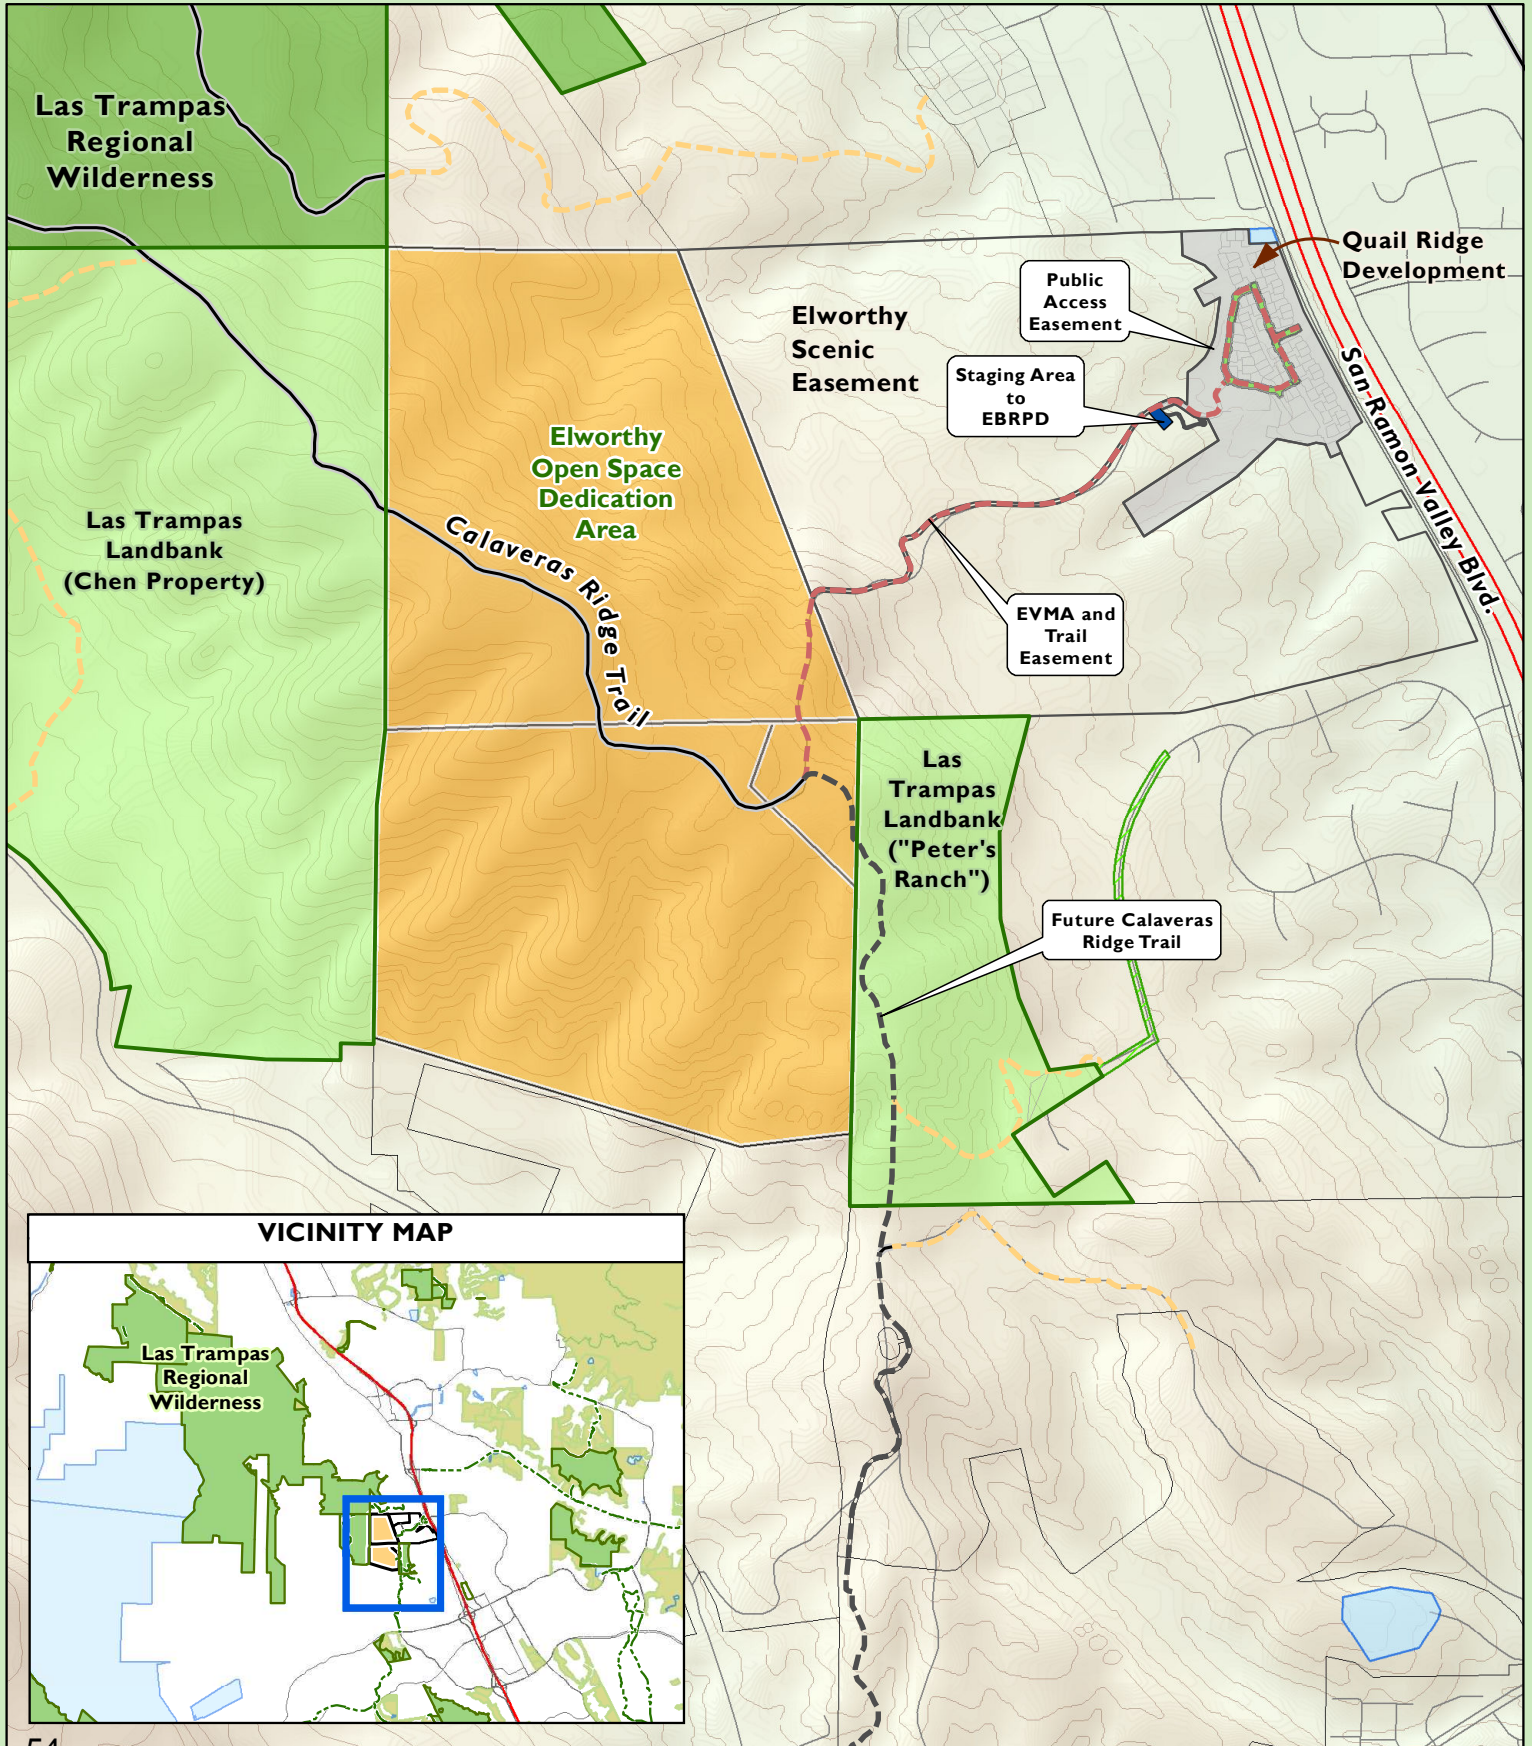 Las Trampas
Regional
Wilderness
Quail Ridge
Development
Public
Access
Easement
Elworthy
Scenic
Easement
Staging Area
to
EBRPD
San Ramon Valley Blvd.
Elworthy
Open Space
Dedication
Area
Las Trampas
Landbank
(Chen Property)
Calaveras Ridge Trail
EVMA and
Trail
Easement
Las
Trampas
Landbank
("Peter's
Ranch")
Future Calaveras
Ridge Trail
VICINITY MAP
Las Trampas
Regional
Wilderness
54